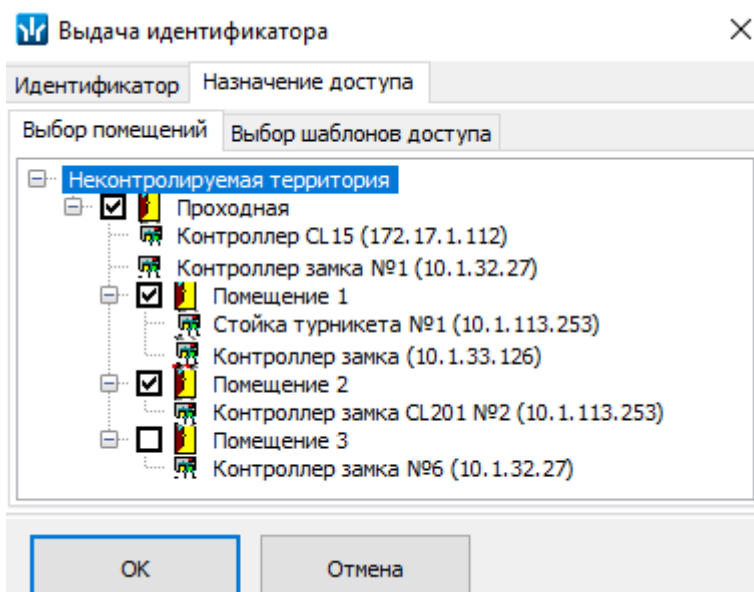 Выдача идентификатора
Идентификатор Назначение доступа
Выбор помещений Выбор шаблонов доступа
Неконтролируемая территория
Проходная
Контроллер CL15 (172.17.1.112)
Контроллер замка №1 (10.1.32.27)
Помещение 1
Стойка турникета №1 (10.1.113.253)
Контроллер замка (10.1.33.126)
Помещение 2
Контроллер замка CL201 №2 (10.1.113.253)
Помещение 3
Контроллер замка №6 (10.1.32.27)
ОК Отмена